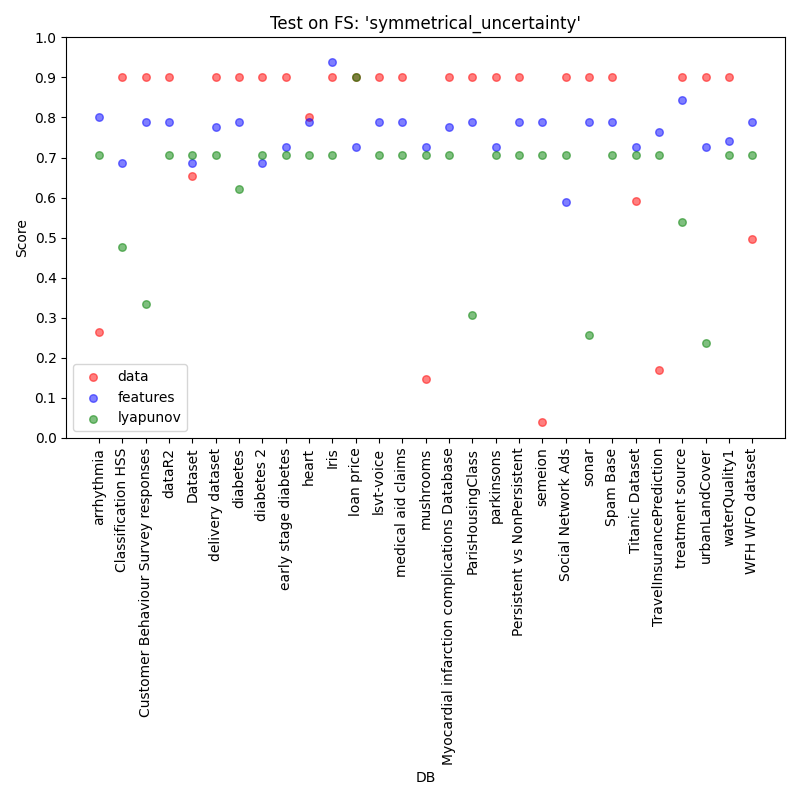 Test on FS: 'symmetrical_uncertainty'
1.0
0.9
0.8
0.7
0.6
0.5
0.4
0.3
0.2
0.1
0.0
Score
data
features
lyapunov
arrhythmia
Classification HSS
Customer Behaviour Survey responses
dataR2
Dataset
delivery dataset
diabetes
diabetes 2
early stage diabetes
heart
Iris
loan price
lsvt-voice
medical aid claims
mushrooms
Myocardial infarction complications Database
ParisHousingClass
parkinsons
Persistent vs NonPersistent
semeion
Social Network Ads
sonar
Spam Base
Titanic Dataset
TravelInsurancePrediction
treatment source
urbanLandCover
waterQuality1
WFH WFO dataset
DB